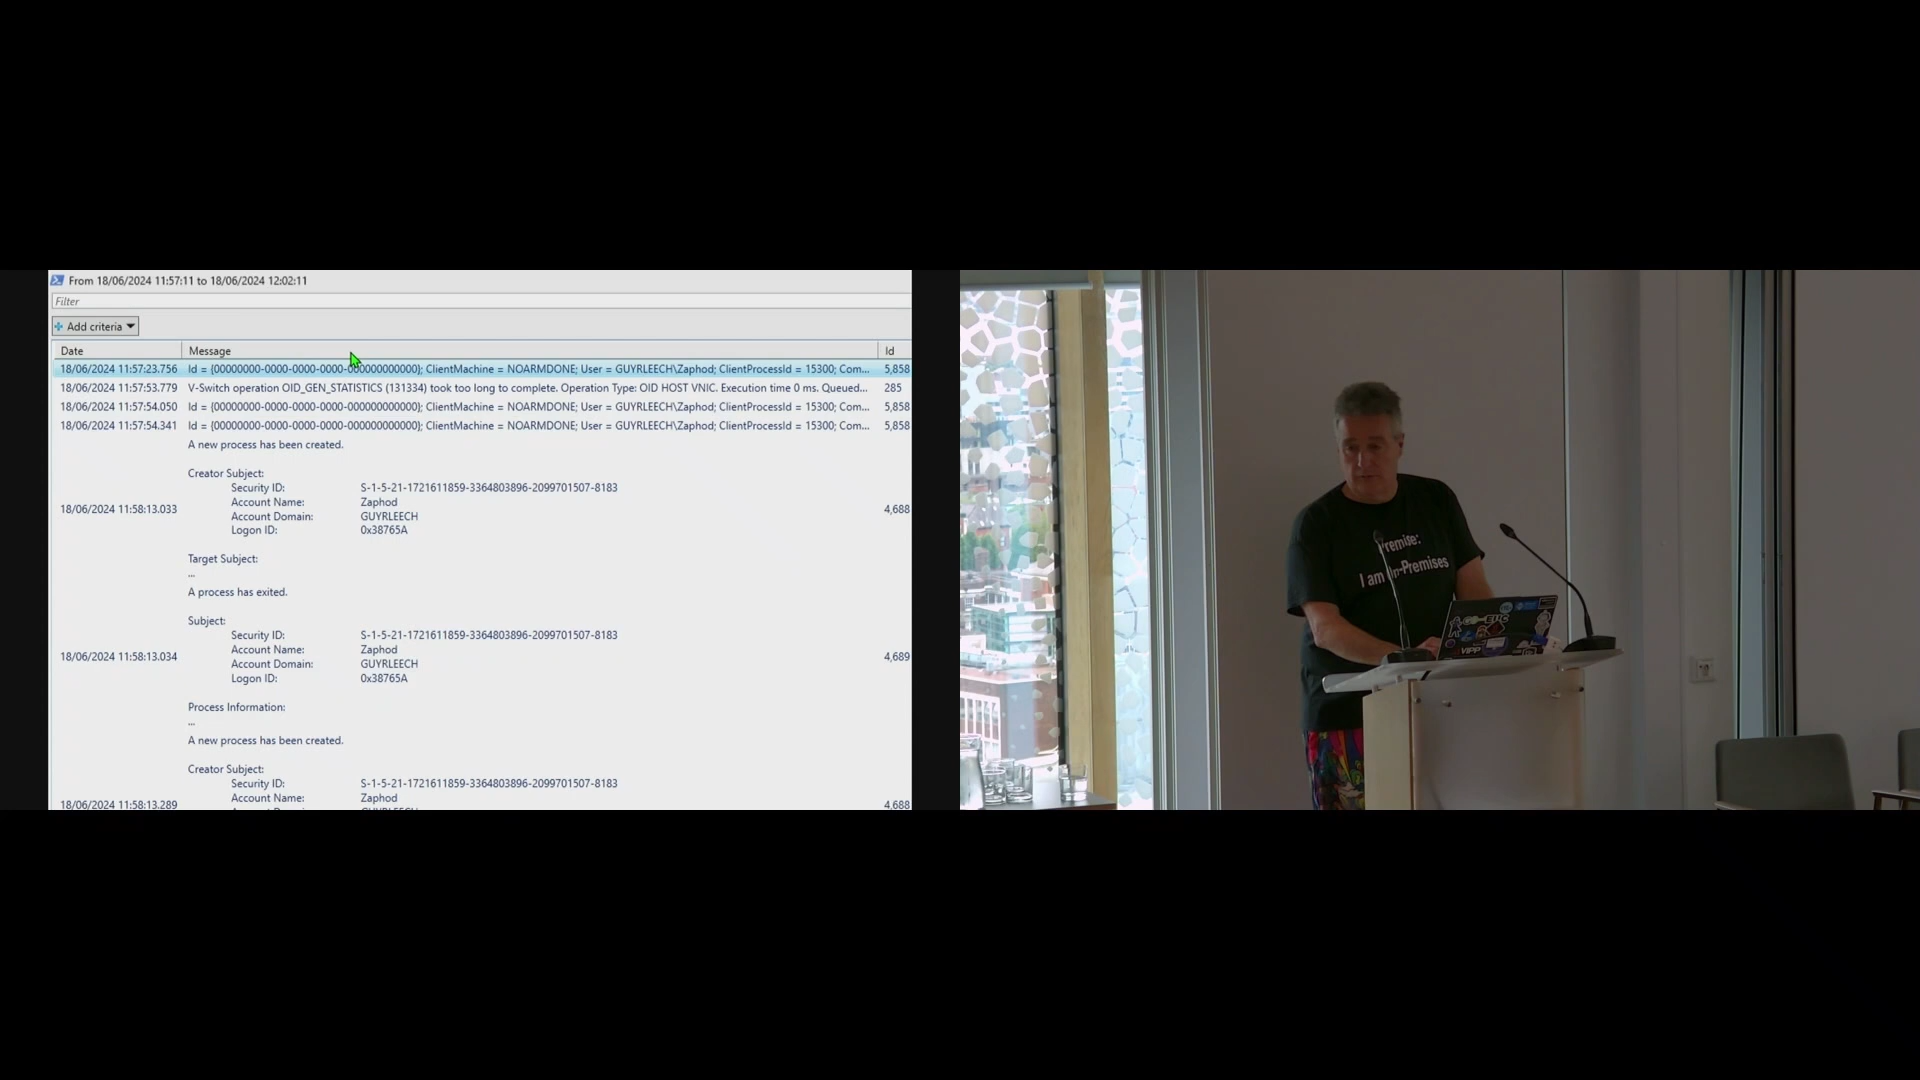 From 18/06/2024 11:57:11 to 18/06/2024 12:02:11
Filter
Add criteria
Date Message Id
18/06/2024 11:57:23.756 Id = {00000000-0000-0000-0000-000000000000}; ClientMachine = NOARMDONE; User = GUYRLEECH\Zaphod; ClientProcessId = 15300; Com... 5,858
18/06/2024 11:57:53.779 V-Switch operation OID_GEN_STATISTICS (131334) took too long to complete. Operation Type: OID HOST VNIC. Execution time 0 ms. Queued... 285
18/06/2024 11:57:54.050 Id = {00000000-0000-0000-0000-000000000000}; ClientMachine = NOARMDONE; User = GUYRLEECH\Zaphod; ClientProcessId = 15300; Com... 5,858
18/06/2024 11:57:54.341 Id = {00000000-0000-0000-0000-000000000000}; ClientMachine = NOARMDONE; User = GUYRLEECH\Zaphod; ClientProcessId = 15300; Com... 5,858
A new process has been created.
Creator Subject:
Security ID: S-1-5-21-1721611859-3364803896-2099701507-8183
Account Name: Zaphod
18/06/2024 11:58:13.033 4,688
Account Domain: GUYRLEECH
Logon ID: 0x38765A
Target Subject:
...
A process has exited.
Subject:
Security ID: S-1-5-21-1721611859-3364803896-2099701507-8183
Account Name: Zaphod
18/06/2024 11:58:13.034 4,689
Account Domain: GUYRLEECH
Logon ID: 0x38765A
Process Information:
...
A new process has been created.
Creator Subject:
Security ID: S-1-5-21-1721611859-3364803896-2099701507-8183
Account Name: Zaphod
18/06/2024 11:58:13.289 4,688
Premise:
I am On-Premises
VIPP